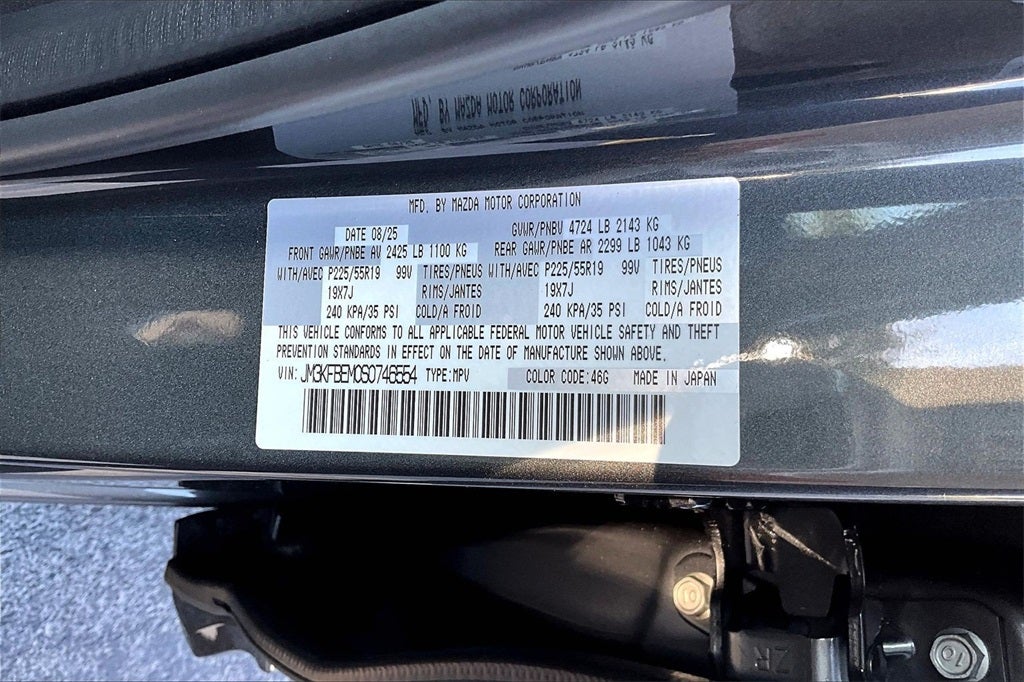 MFD. BY MAZDA MOTOR CORPORATION
DATE 08/25 GVWR/PNBV 4724 LB 2143 KG
FRONT GAWR/PNBE AV 2425 LB 1100 KG REAR GAWR/PNBE AR 2299 LB 1043 KG
WITH/AVEC P225/55R19 99V TIRES/PNEUS WITH/AVEC P225/55R19 99V TIRES/PNEUS
19X7J RIMS/JANTES 19X7J RIMS/JANTES
240 KPA/35 PSI COLD/A FROID 240 KPA/35 PSI COLD/A FROID
THIS VEHICLE CONFORMS TO ALL APPLICABLE FEDERAL MOTOR VEHICLE SAFETY AND THEFT
PREVENTION STANDARDS IN EFFECT ON THE DATE OF MANUFACTURE SHOWN ABOVE.
VIN: JM3KFBEM0S0746554 TYPE:MPV COLOR CODE:46G MADE IN JAPAN
10
ZR
10